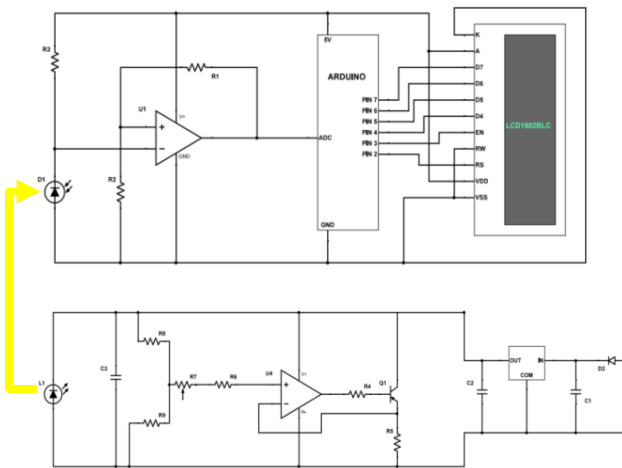 R3
R1
U1
V+
+
−
GND
R2
D1
5V
ARDUINO
PIN 7
PIN 6
PIN 5
PIN 4
PIN 3
PIN 2
ADC
GND
K
A
D7
D6
D5
D4
EN
RW
RS
VDD
VSS
LCD1602BLC
L1
C3
R8
R7
R6
R9
U4
V+
+
−
V-
R4
Q1
R5
C2
OUT
IN
COM
C1
D2